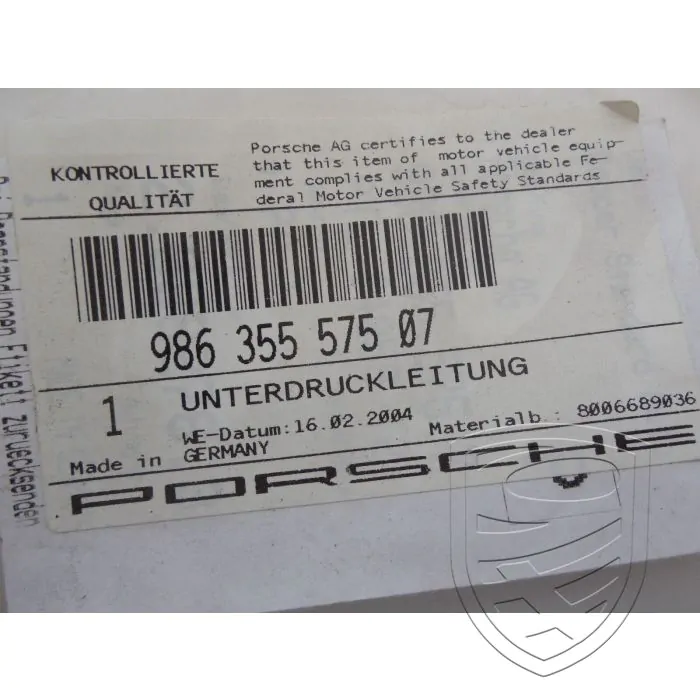 KONTROLLIERTE
QUALITÄT
Porsche AG certifies to the dealer
that this item of motor vehicle equip-
ment complies with all applicable Fe-
deral Motor Vehicle Safety Standards
986 355 575 07
1 UNTERDRUCKLEITUNG
WE-Datum:16.02.2004 Materialb.: 8006689036
Made in GERMANY
PORSCHE
Etikett zurücksenden